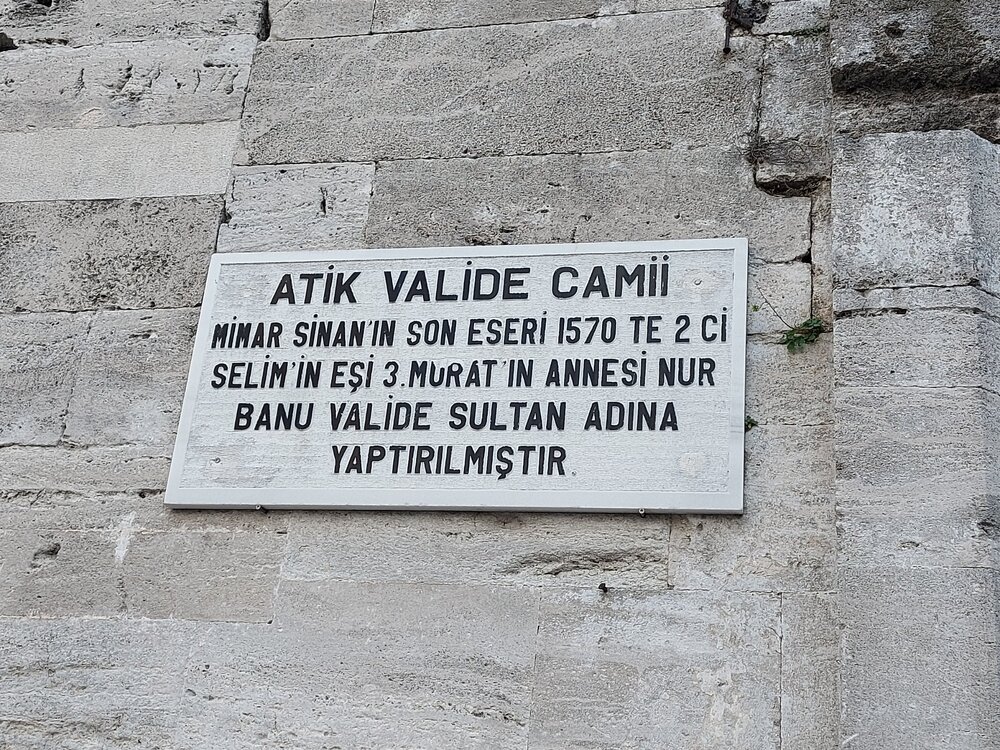 ATİK VALİDE CAMİİ
MİMAR SİNAN'IN SON ESERİ 1570 TE 2 Cİ
SELİM'İN EŞİ 3.MURAT'IN ANNESİ NUR
BANU VALİDE SULTAN ADINA
YAPTIRILMIŞTIR.